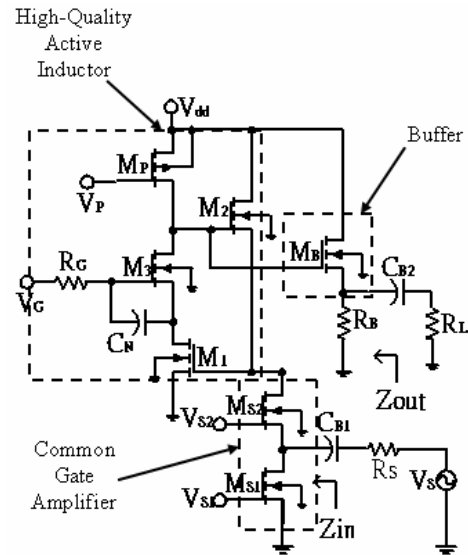 High-Quality
Active
Inductor
Vdd
Buffer
MP
VP
M2
MB
CB2
RG
M3
VG
CN
RB
RL
M1
Zout
MS2
VS2
CB1
Common
Gate
Amplifier
RS
VS
MS1
VS1
Zin